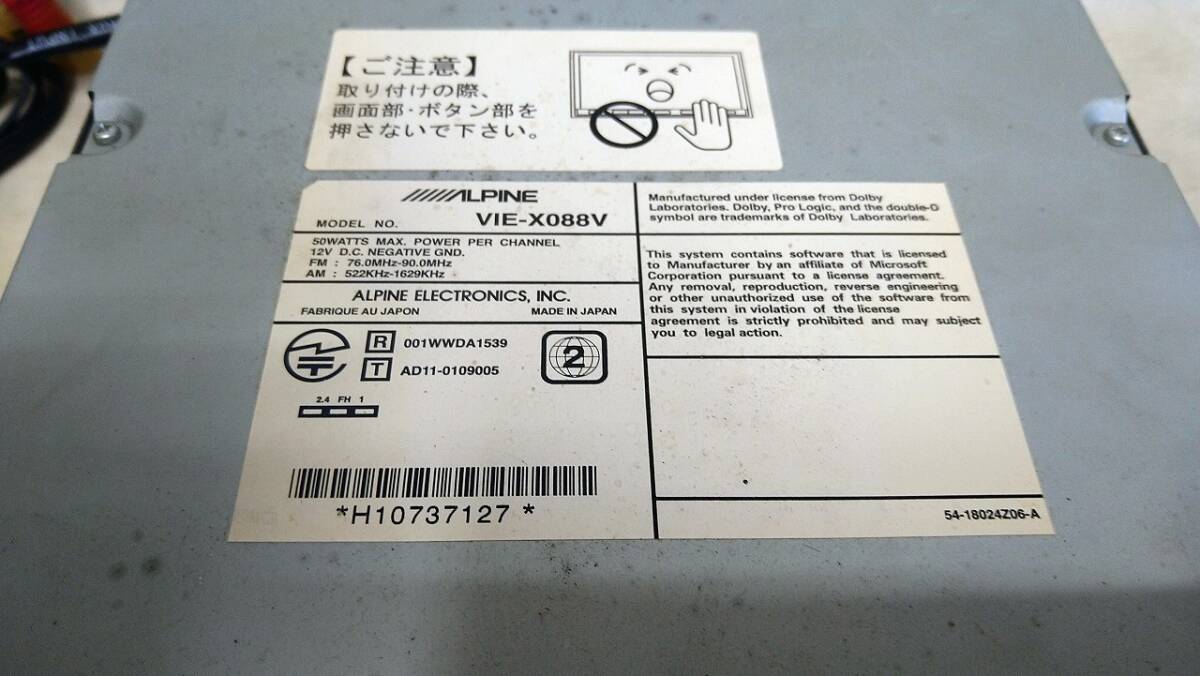 【ご注意】
取り付けの際、
画面部・ボタン部を
押さないで下さい。
ALPINE
MODEL NO. VIE-X088V
50WATTS MAX. POWER PER CHANNEL
12V D.C. NEGATIVE GND.
FM : 76.0MHz-90.0MHz
AM : 522KHz-1629KHz
ALPINE ELECTRONICS, INC.
FABRIQUE AU JAPON MADE IN JAPAN
R 001WWDA1539
T AD11-0109005
2
2.4 FH 1
*H10737127*
Manufactured under license from Dolby
Laboratories. Dolby, Pro Logic, and the double-D
symbol are trademarks of Dolby Laboratories.
This system contains software that is licensed
to Manufacturer by an affiliate of Microsoft
Corporation pursuant to a license agreement.
Any removal, reproduction, reverse engineering
or other unauthorized use of the software from
this system in violation of the license
agreement is strictly prohibited and may subject
you to legal action.
54-18024Z06-A